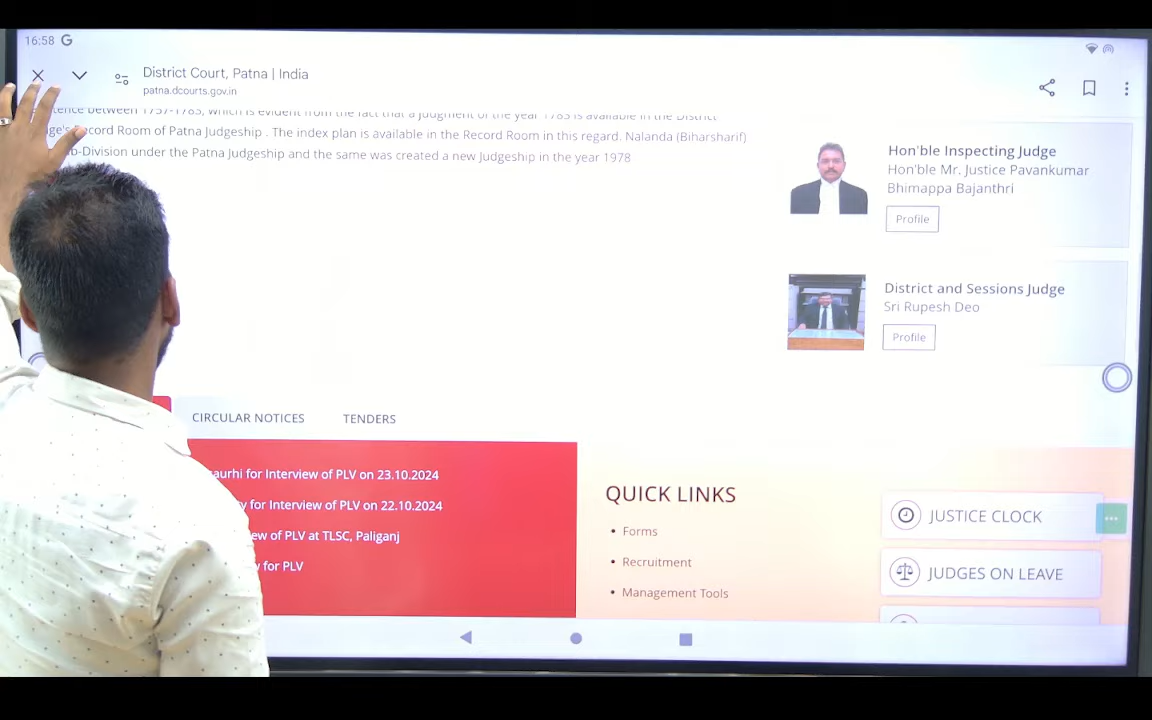 16:58 G
District Court, Patna | India
patna.dcourts.gov.in
between 1757-1783, which is evident from the fact that a judgment of the year 1783 is available in the District
Record Room of Patna Judgeship . The index plan is available in the Record Room in this regard. Nalanda (Biharsharif)
b-Division under the Patna Judgeship and the same was created a new Judgeship in the year 1978
Hon'ble Inspecting Judge
Hon'ble Mr. Justice Pavankumar
Bhimappa Bajanthri
Profile
District and Sessions Judge
Sri Rupesh Deo
Profile
CIRCULAR NOTICES
TENDERS
aurhi for Interview of PLV on 23.10.2024
y for Interview of PLV on 22.10.2024
ew of PLV at TLSC, Paliganj
for PLV
QUICK LINKS
• Forms
• Recruitment
• Management Tools
JUSTICE CLOCK
JUDGES ON LEAVE